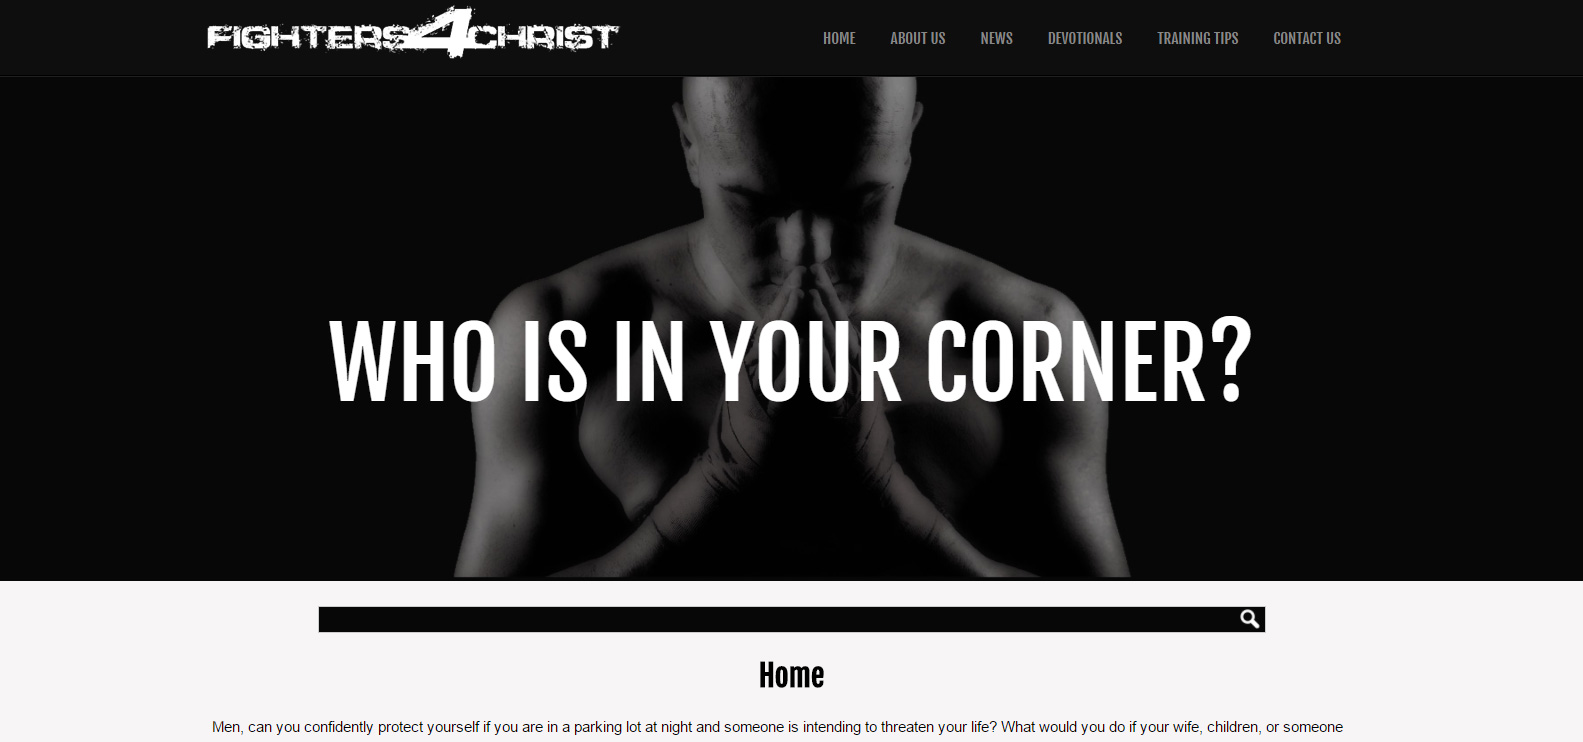 FIGHTERS4CHRIST
HOME ABOUT US NEWS DEVOTIONALS TRAINING TIPS CONTACT US
WHO IS IN YOUR CORNER?
Home
Men, can you confidently protect yourself if you are in a parking lot at night and someone is intending to threaten your life? What would you do if your wife, children, or someone